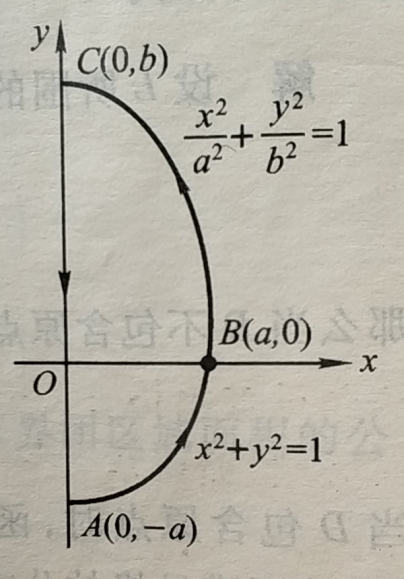 y
C(0,b)
x²/a² + y²/b² = 1
B(a,0)
x
O
x²+y²=1
A(0,-a)